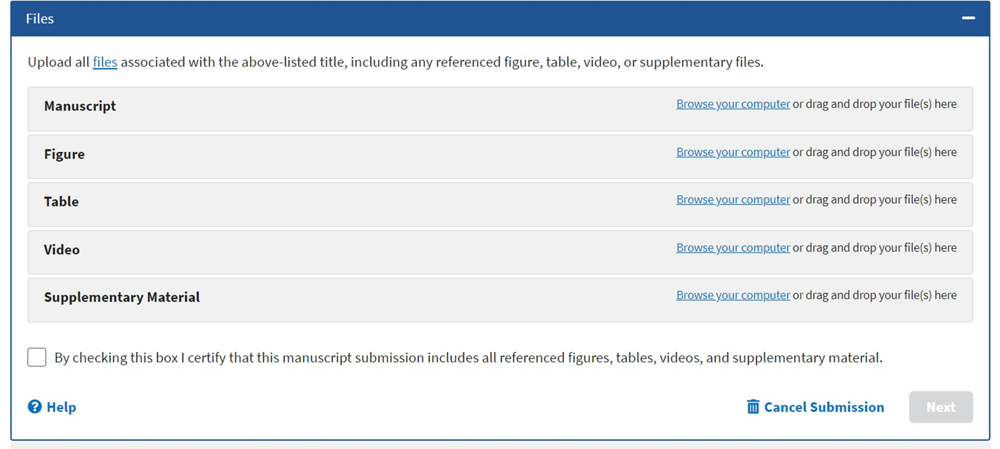 Files
Upload all files associated with the above-listed title, including any referenced figure, table, video, or supplementary files.
Manuscript Browse your computer or drag and drop your file(s) here
Figure Browse your computer or drag and drop your file(s) here
Table Browse your computer or drag and drop your file(s) here
Video Browse your computer or drag and drop your file(s) here
Supplementary Material Browse your computer or drag and drop your file(s) here
By checking this box I certify that this manuscript submission includes all referenced figures, tables, videos, and supplementary material.
? Help Cancel Submission Next